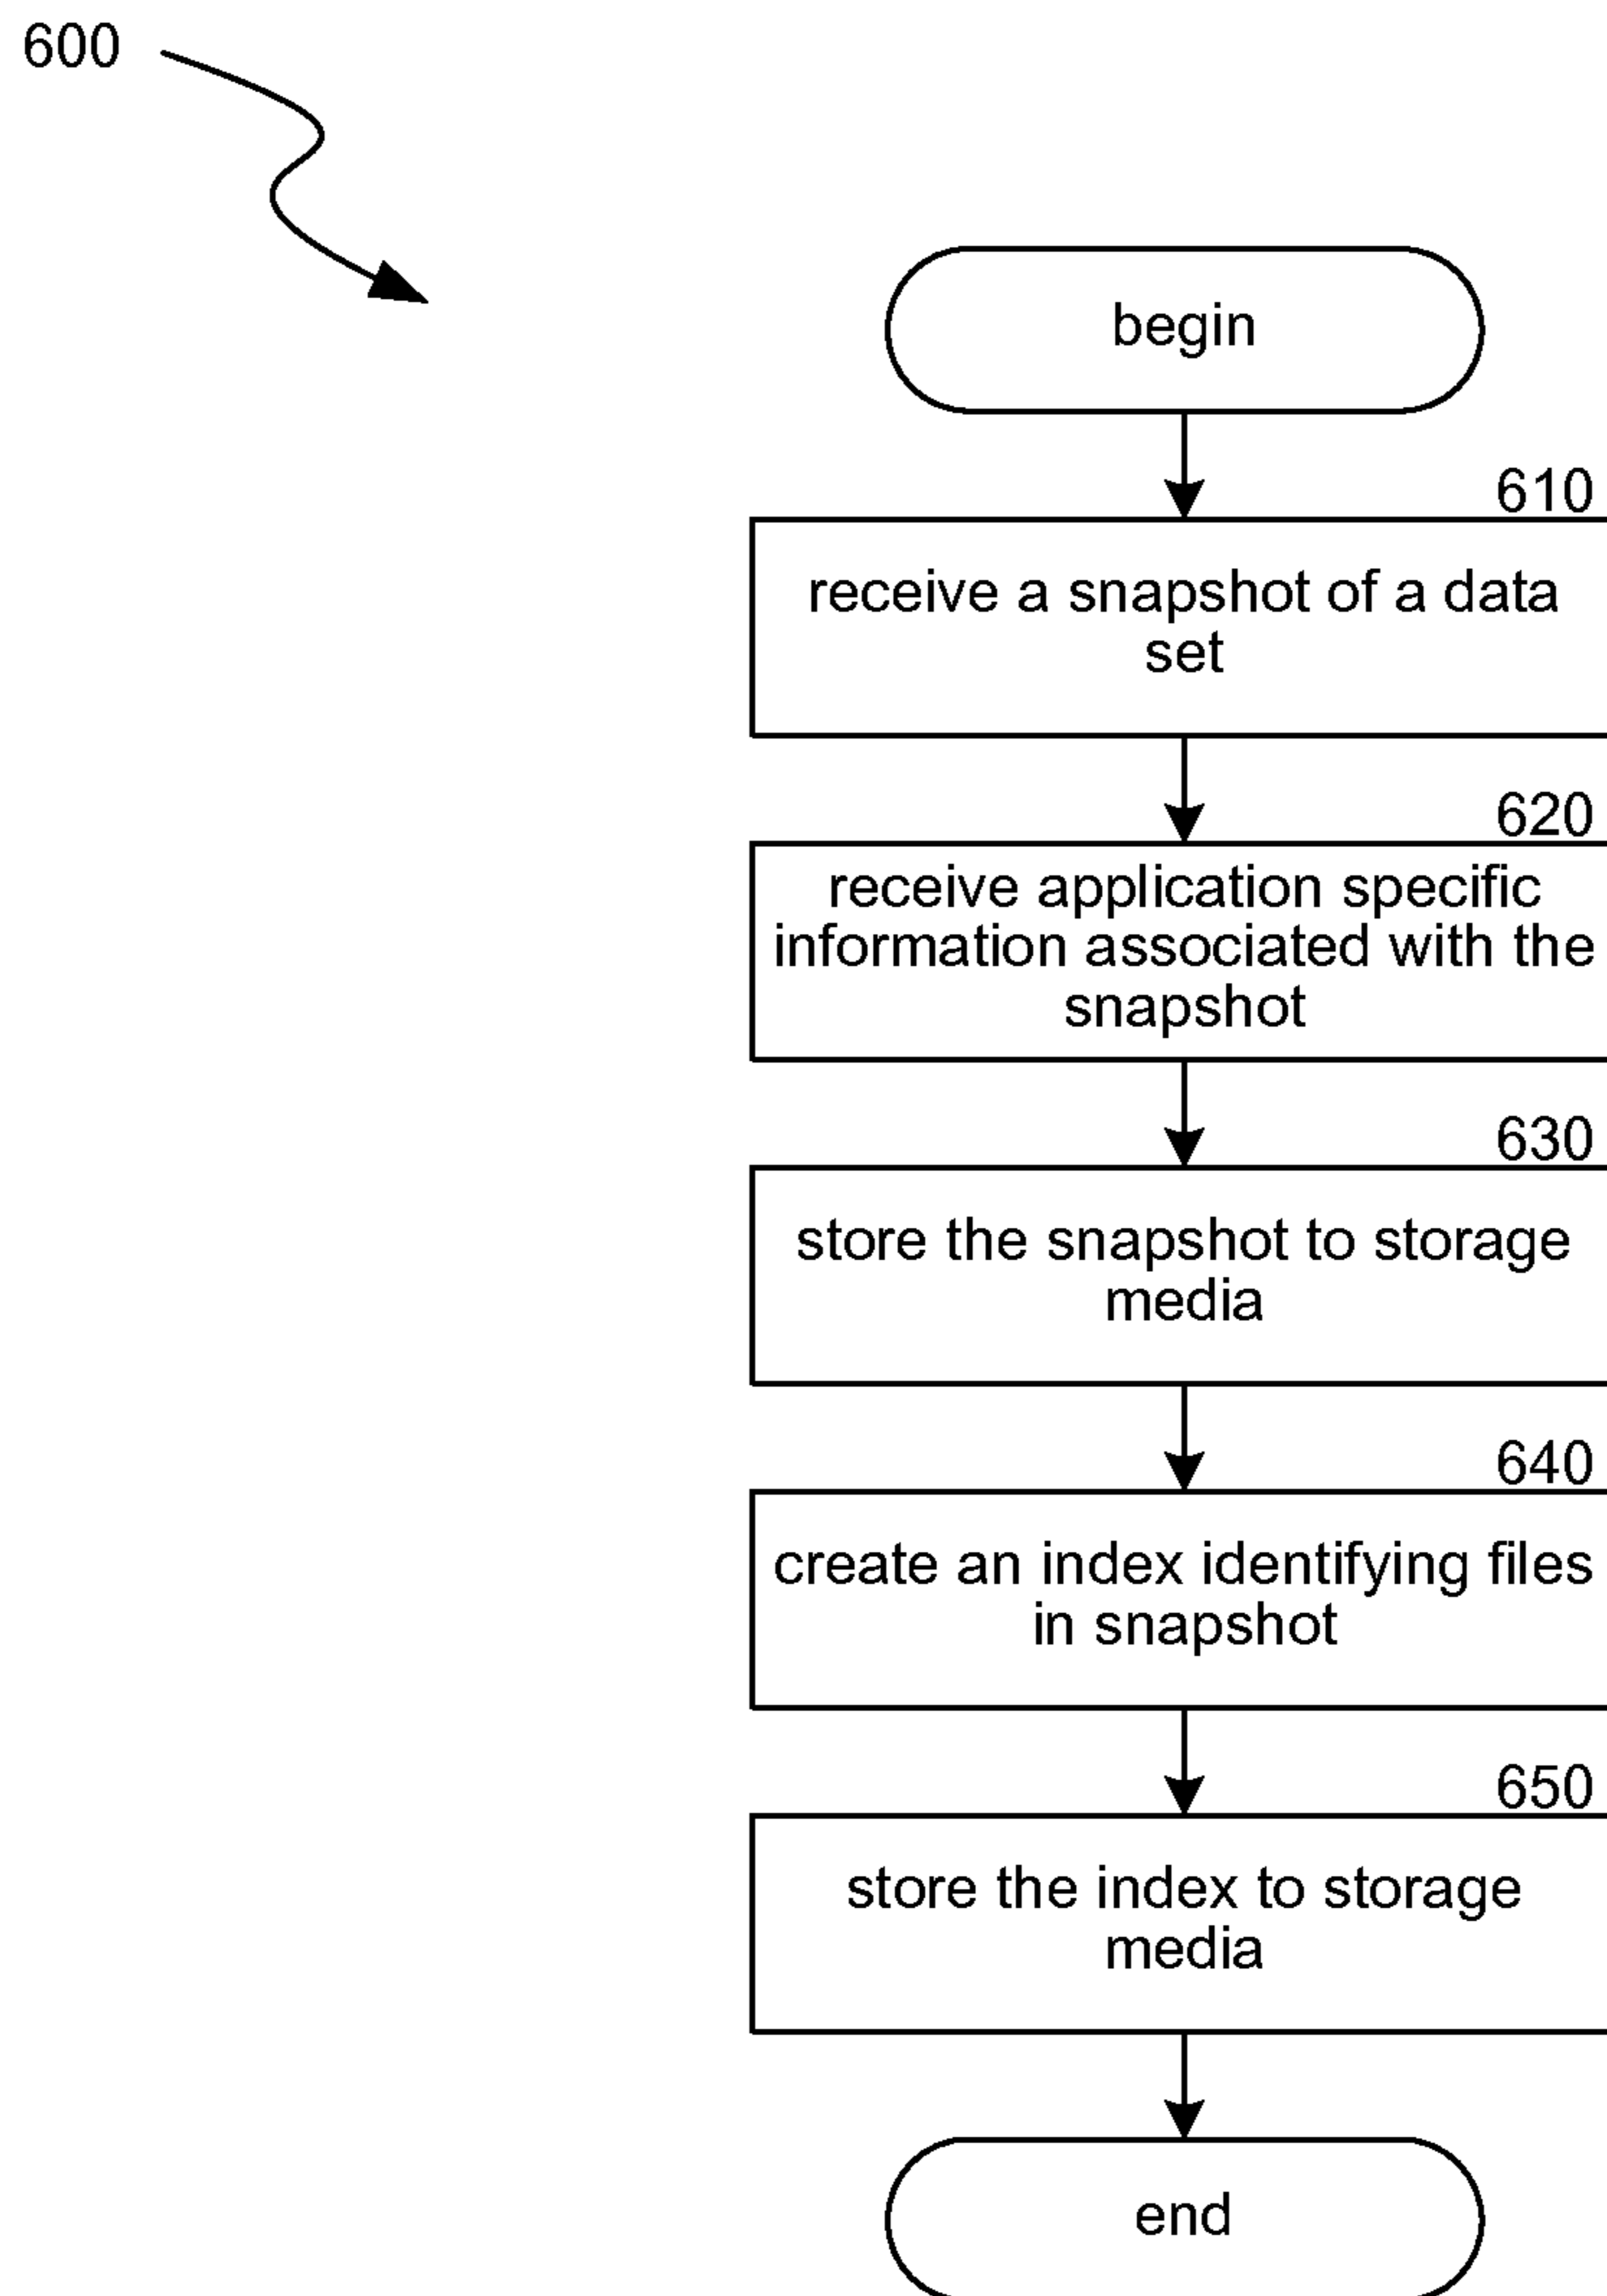 600
begin
610
receive a snapshot of a data
set
620
receive application specific
information associated with the
snapshot
630
store the snapshot to storage
media
640
create an index identifying files
in snapshot
650
store the index to storage
media
end